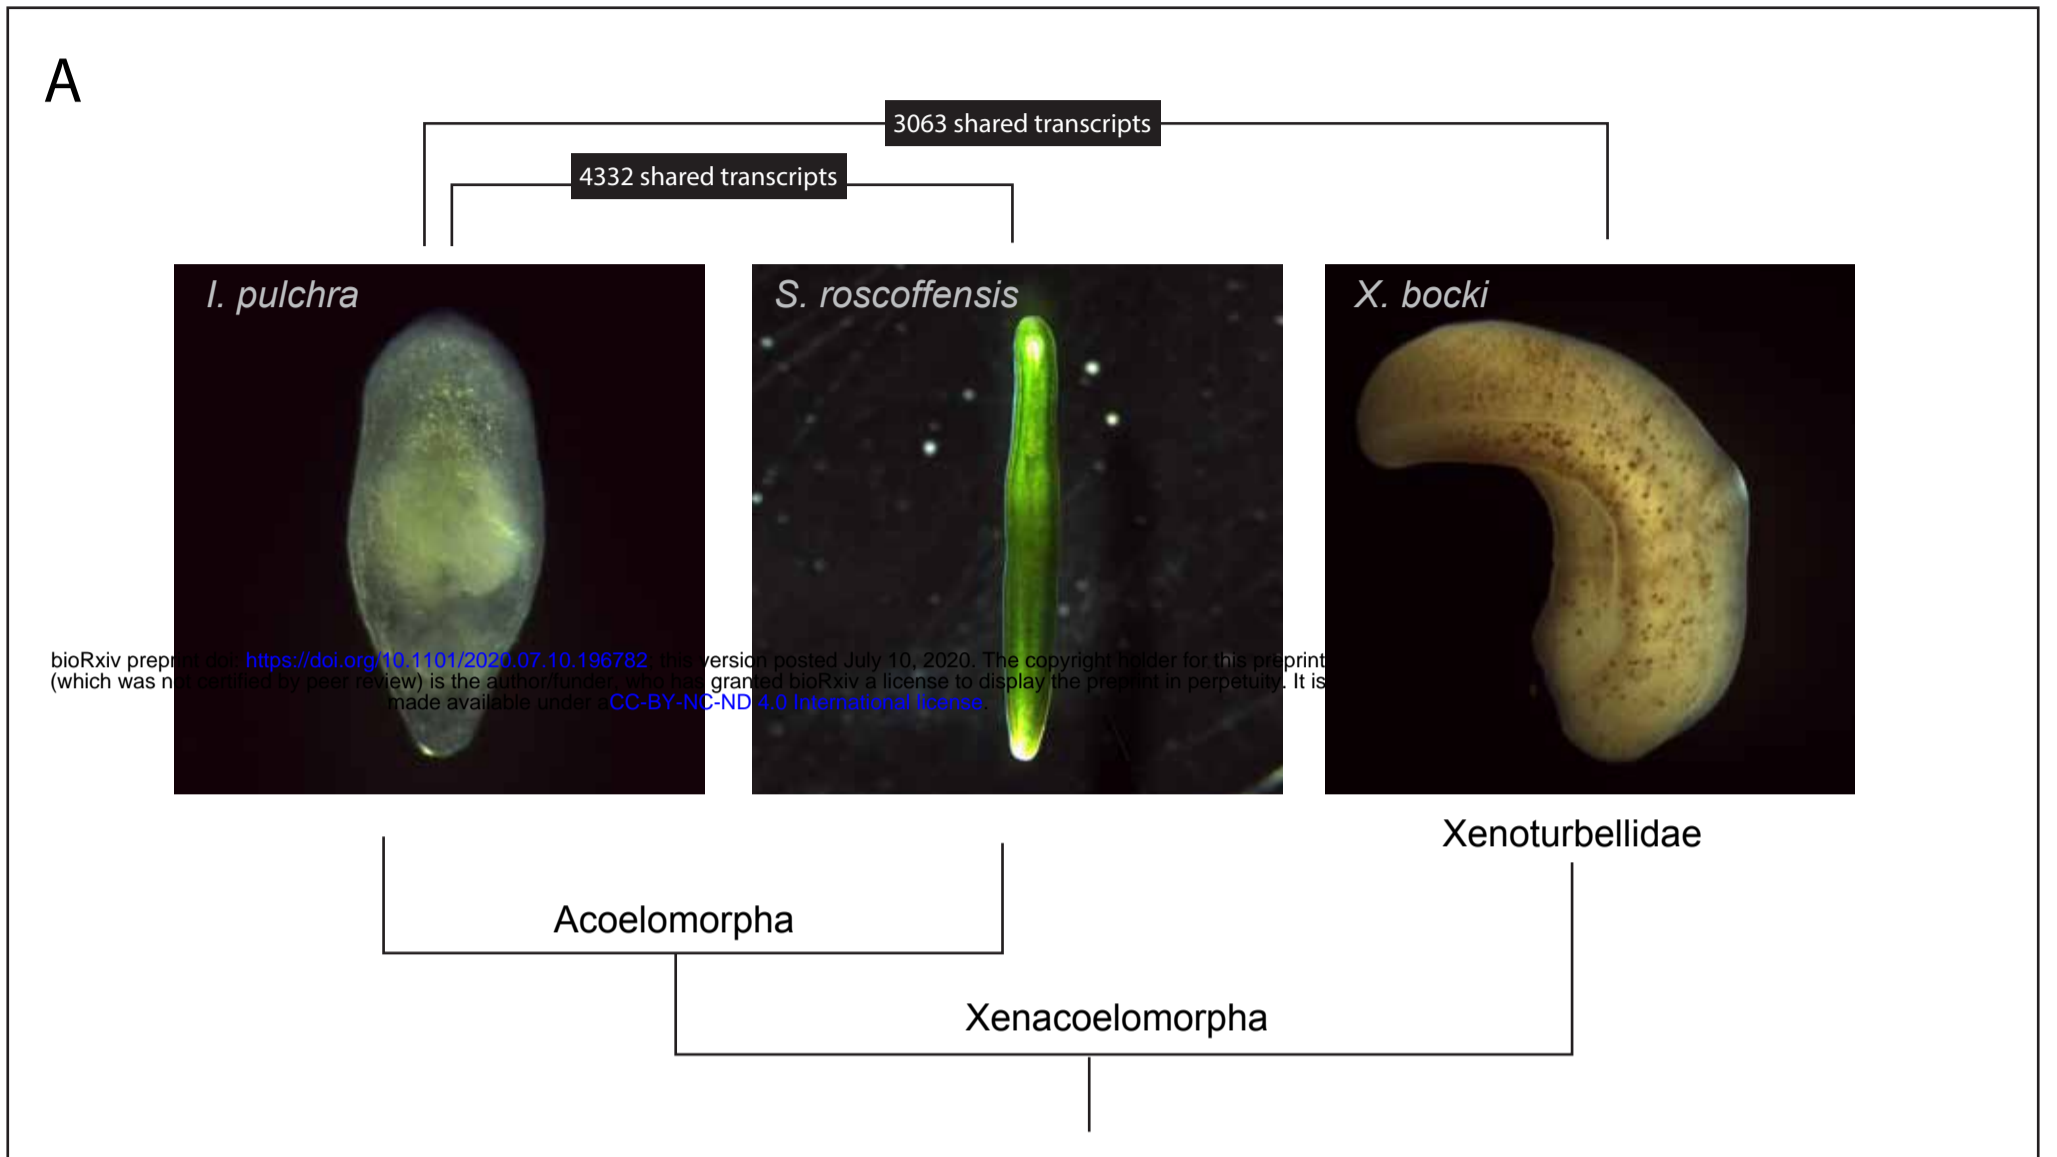 A
3063 shared transcripts
4332 shared transcripts
I. pulchra
S. roscoffensis
X. bocki
bioRxiv preprint doi: https://doi.org/10.1101/2020.07.10.196782; this version posted July 10, 2020. The copyright holder for this preprint
(which was not certified by peer review) is the author/funder, who has granted bioRxiv a license to display the preprint in perpetuity. It is
made available under aCC-BY-NC-ND 4.0 International license.
Xenoturbellidae
Acoelomorpha
Xenacoelomorpha